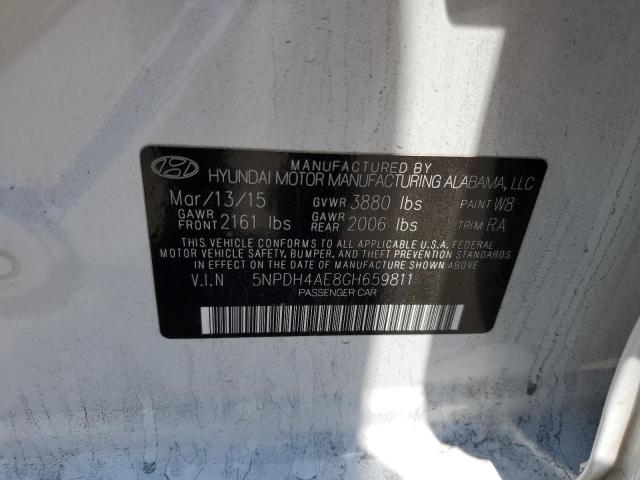 MANUFACTURED BY
HYUNDAI MOTOR MANUFACTURING ALABAMA, LLC
Mar/13/15 GVWR 3880 lbs PAINT W8
GAWR FRONT 2161 lbs GAWR REAR 2006 lbs TRIM RA
THIS VEHICLE CONFORMS TO ALL APPLICABLE U.S.A. FEDERAL
MOTOR VEHICLE SAFETY, BUMPER, AND THEFT PREVENTION STANDARDS
IN EFFECT ON THE DATE OF MANUFACTURE SHOWN ABOVE.
V.I.N 5NPDH4AE8GH659811
PASSENGER CAR